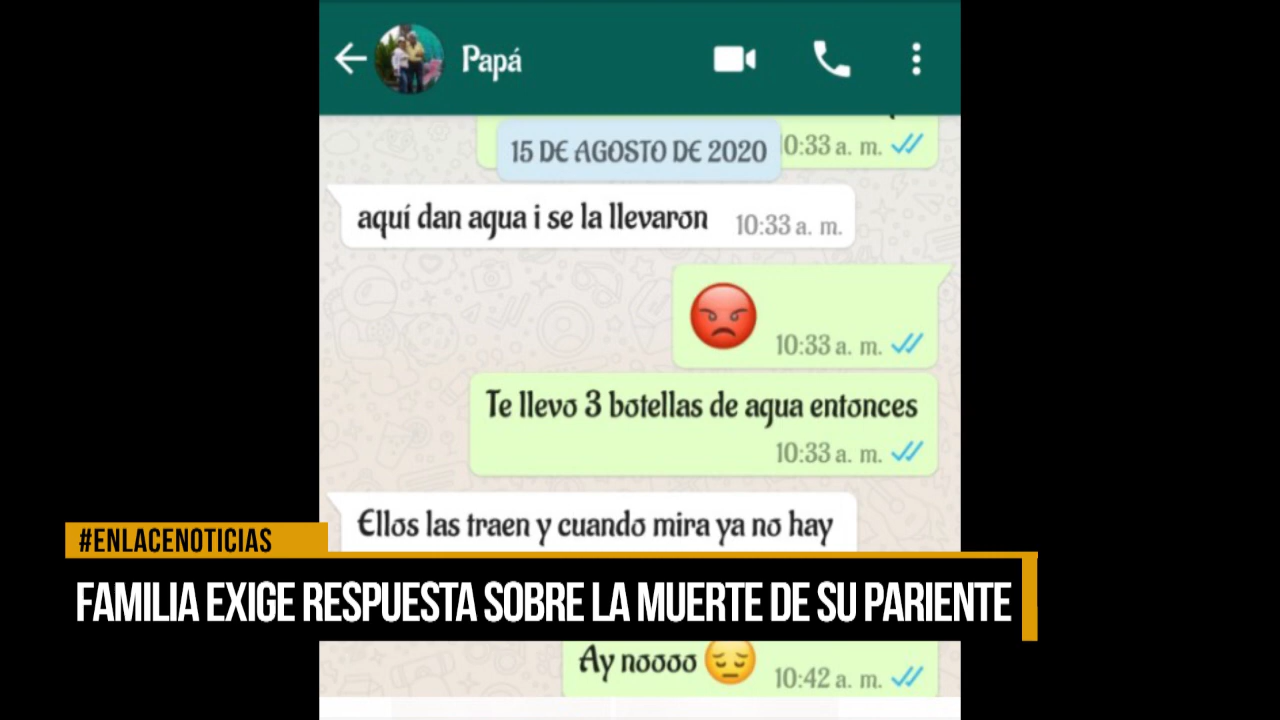 Papá
15 DE AGOSTO DE 2020
10:33 a. m.
aquí dan agua i se la llevaron 10:33 a. m.
10:33 a. m.
Te llevo 3 botellas de agua entonces
10:33 a. m.
Ellos las traen y cuando mira ya no hay
#ENLACENOTICIAS
FAMILIA EXIGE RESPUESTA SOBRE LA MUERTE DE SU PARIENTE
Ay noooo 10:42 a. m.